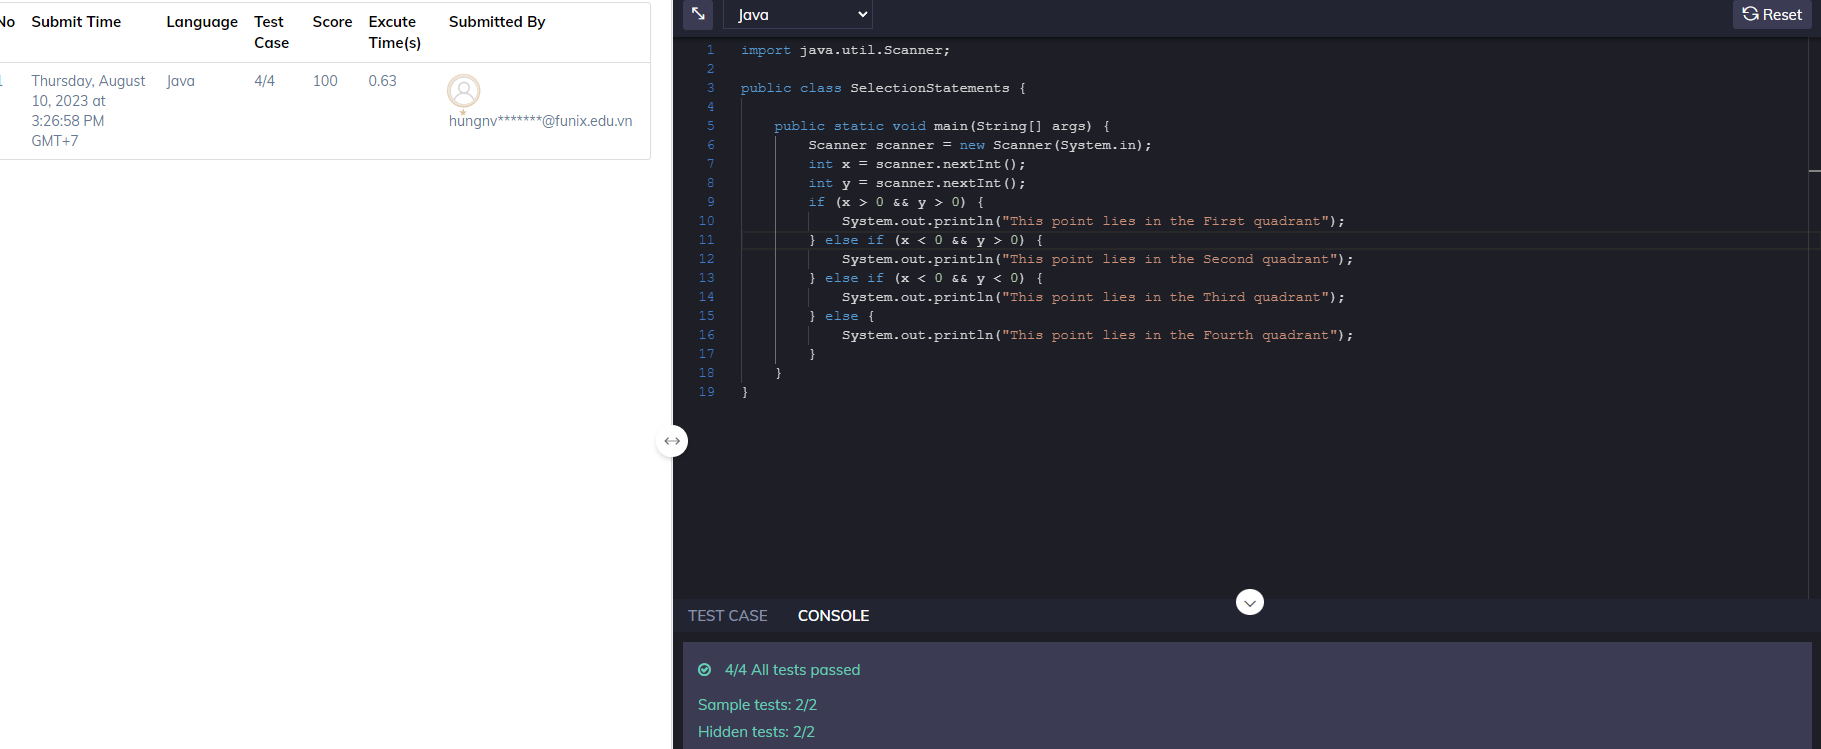 No Submit Time Language Test Case Score Excute Time(s) Submitted By
1 Thursday, August 10, 2023 at 3:26:58 PM GMT+7 Java 4/4 100 0.63 hungnv*******@funix.edu.vn
Java
Reset
1 import java.util.Scanner;
2
3 public class SelectionStatements {
4
5 public static void main(String[] args) {
6 Scanner scanner = new Scanner(System.in);
7 int x = scanner.nextInt();
8 int y = scanner.nextInt();
9 if (x > 0 && y > 0) {
10 System.out.println("This point lies in the First quadrant");
11 } else if (x < 0 && y > 0) {
12 System.out.println("This point lies in the Second quadrant");
13 } else if (x < 0 && y < 0) {
14 System.out.println("This point lies in the Third quadrant");
15 } else {
16 System.out.println("This point lies in the Fourth quadrant");
17 }
18 }
19 }
TEST CASE CONSOLE
4/4 All tests passed
Sample tests: 2/2
Hidden tests: 2/2